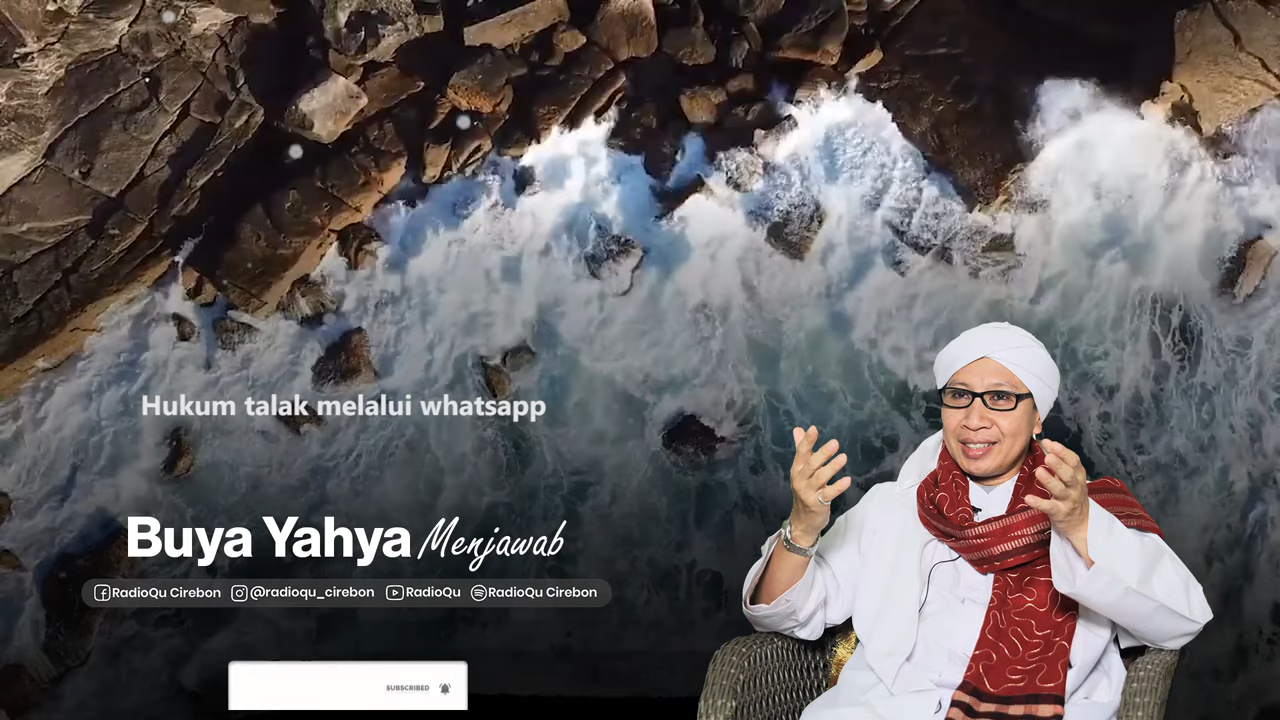 Hukum talak melalui whatsapp
Buya Yahya Menjawab
RadioQu Cirebon @radioqu_cirebon RadioQu RadioQu Cirebon
SUBSCRIBED